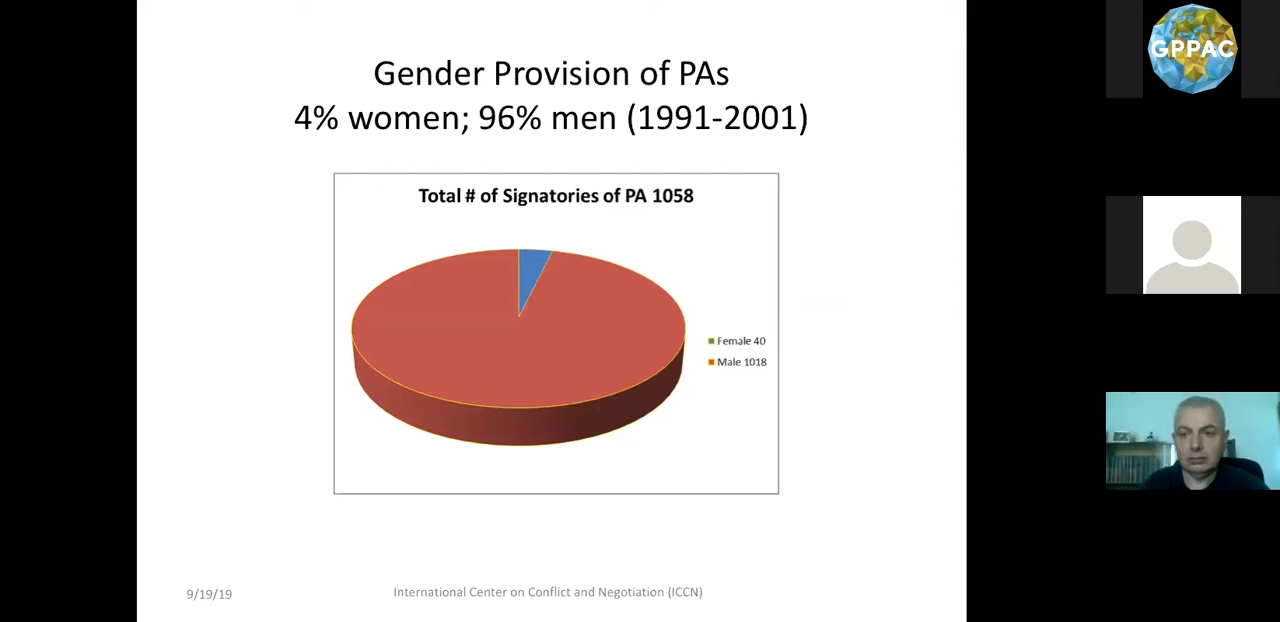 Gender Provision of PAs
4% women; 96% men (1991-2001)
Total # of Signatories of PA 1058
Female 40
Male 1018
9/19/19
International Center on Conflict and Negotiation (ICCN)
GPPAC